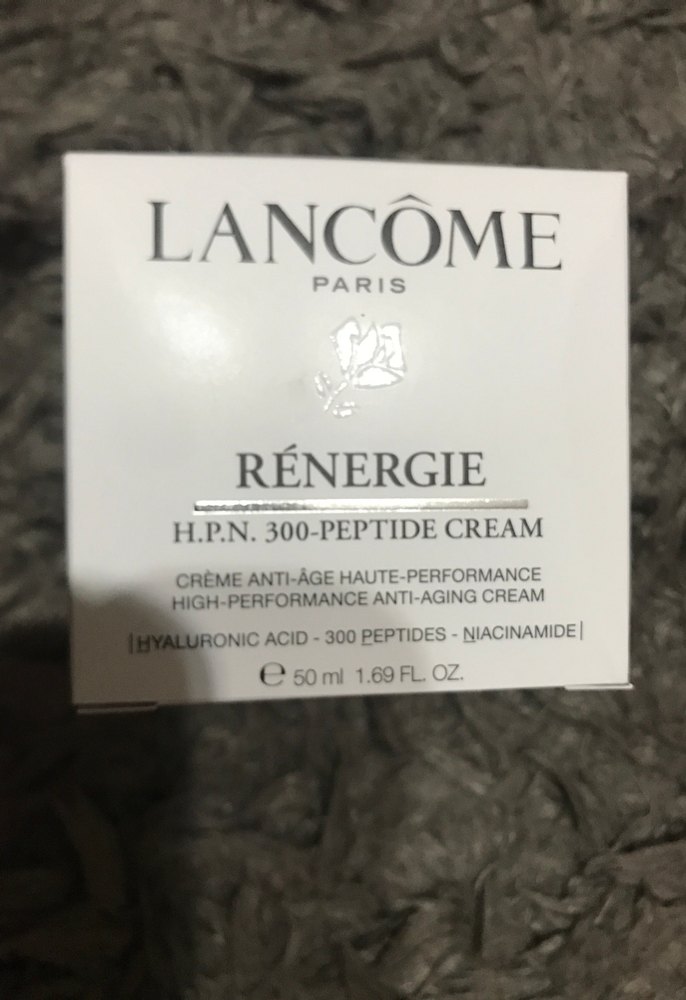 LANCÔME
PARIS
RÉNERGIE
H.P.N. 300-PEPTIDE CREAM
CRÈME ANTI-ÂGE HAUTE-PERFORMANCE
HIGH-PERFORMANCE ANTI-AGING CREAM
|HYALURONIC ACID - 300 PEPTIDES - NIACINAMIDE|
℮ 50 ml 1.69 FL. OZ.